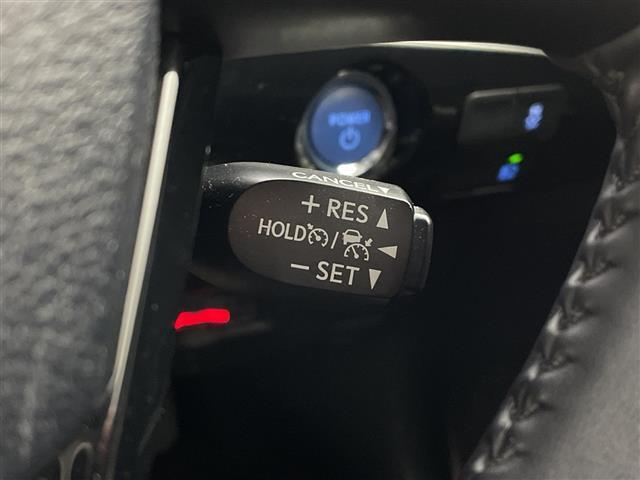 POWER
CANCEL▼
+ RES ▲
HOLD / ◀
− SET ▼